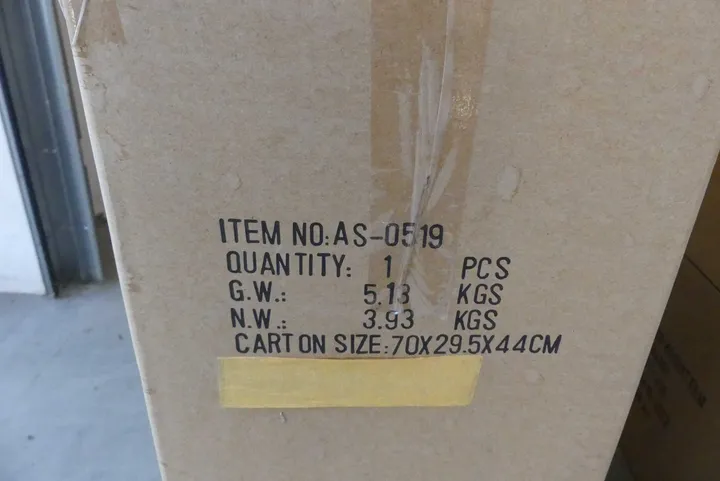 ITEM NO:AS-0519
QUANTITY: 1 PCS
G.W.: 5.13 KGS
N.W.: 3.93 KGS
CARTON SIZE:70X29.5X44CM